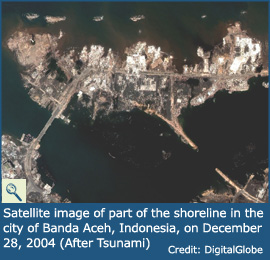 Satellite image of part of the shoreline in the
city of Banda Aceh, Indonesia, on December
28, 2004 (After Tsunami)
Credit: DigitalGlobe